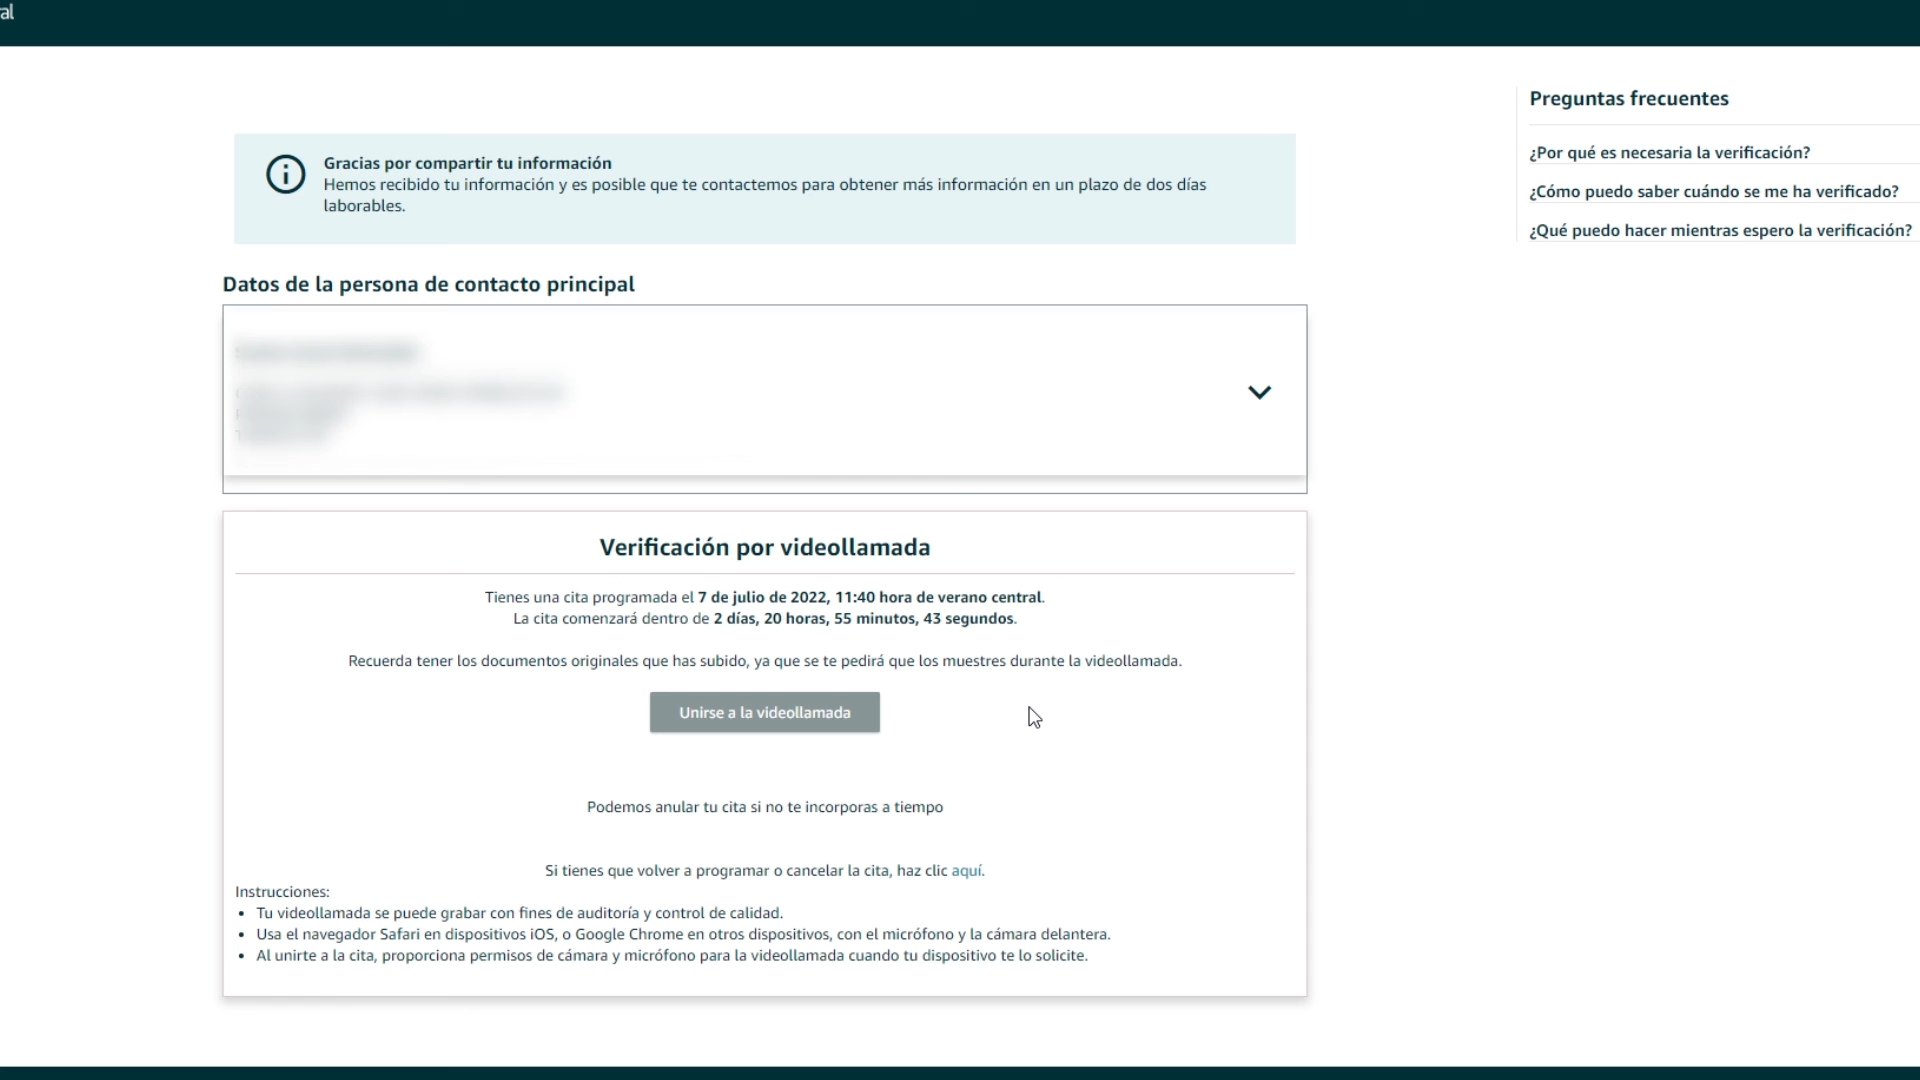 al
Gracias por compartir tu información
Hemos recibido tu información y es posible que te contactemos para obtener más información en un plazo de dos días
laborables.
Preguntas frecuentes
¿Por qué es necesaria la verificación?
¿Cómo puedo saber cuándo se me ha verificado?
¿Qué puedo hacer mientras espero la verificación?
Datos de la persona de contacto principal
Verificación por videollamada
Tienes una cita programada el 7 de julio de 2022, 11:40 hora de verano central.
La cita comenzará dentro de 2 días, 20 horas, 55 minutos, 43 segundos.
Recuerda tener los documentos originales que has subido, ya que se te pedirá que los muestres durante la videollamada.
Unirse a la videollamada
Podemos anular tu cita si no te incorporas a tiempo
Si tienes que volver a programar o cancelar la cita, haz clic aquí.
Instrucciones:
• Tu videollamada se puede grabar con fines de auditoría y control de calidad.
• Usa el navegador Safari en dispositivos iOS, o Google Chrome en otros dispositivos, con el micrófono y la cámara delantera.
• Al unirte a la cita, proporciona permisos de cámara y micrófono para la videollamada cuando tu dispositivo te lo solicite.